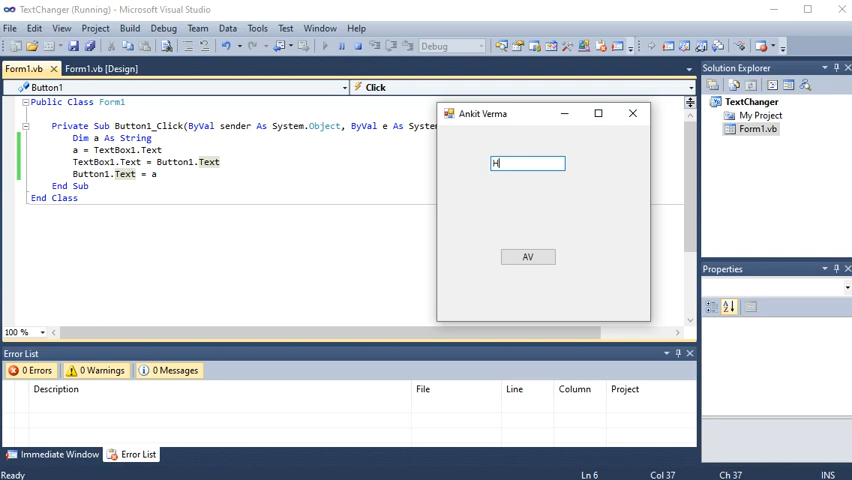 TextChanger (Running) - Microsoft Visual Studio
File Edit View Project Build Debug Team Data Tools Test Window Help
Debug
Form1.vb Form1.vb [Design]
Button1 Click
Public Class Form1
Private Sub Button1_Click(ByVal sender As System.Object, ByVal e As System
Dim a As String
a = TextBox1.Text
TextBox1.Text = Button1.Text
Button1.Text = a
End Sub
End Class
Ankit Verma
H
AV
100 %
Solution Explorer
TextChanger
My Project
Form1.vb
Properties
Error List
0 Errors 0 Warnings 0 Messages
Description File Line Column Project
Immediate Window Error List
Ready Ln 6 Col 37 Ch 37 INS